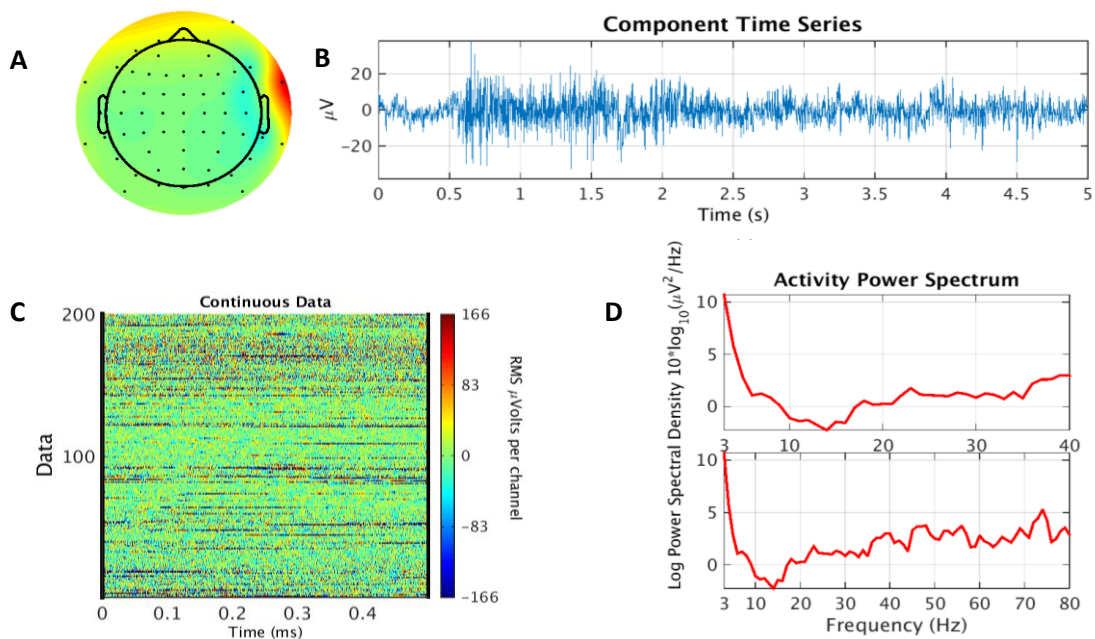 A
B
Component Time Series
μV
20
0
-20
0 0.5 1 1.5 2 2.5 3 3.5 4 4.5 5
Time (s)
C
Continuous Data
Data
200
100
0 0.1 0.2 0.3 0.4
Time (ms)
166
83
0
-83
-166
RMS μVolts per channel
D
Activity Power Spectrum
Log Power Spectral Density 10*log10(μV2/Hz)
10
5
0
3 10 20 30 40
10
5
0
3 10 20 30 40 50 60 70 80
Frequency (Hz)